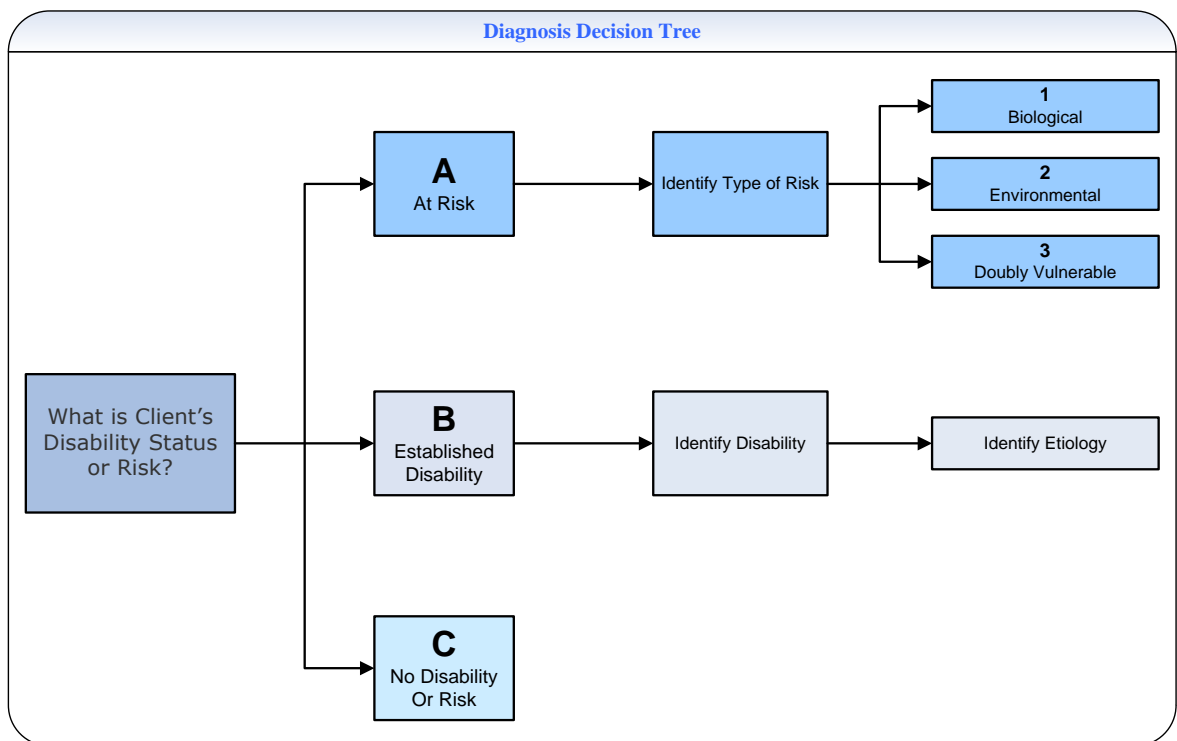 Diagnosis Decision Tree
What is Client’s
Disability Status
or Risk?
A
At Risk
Identify Type of Risk
1
Biological
2
Environmental
3
Doubly Vulnerable
B
Established
Disability
Identify Disability
Identify Etiology
C
No Disability
Or Risk